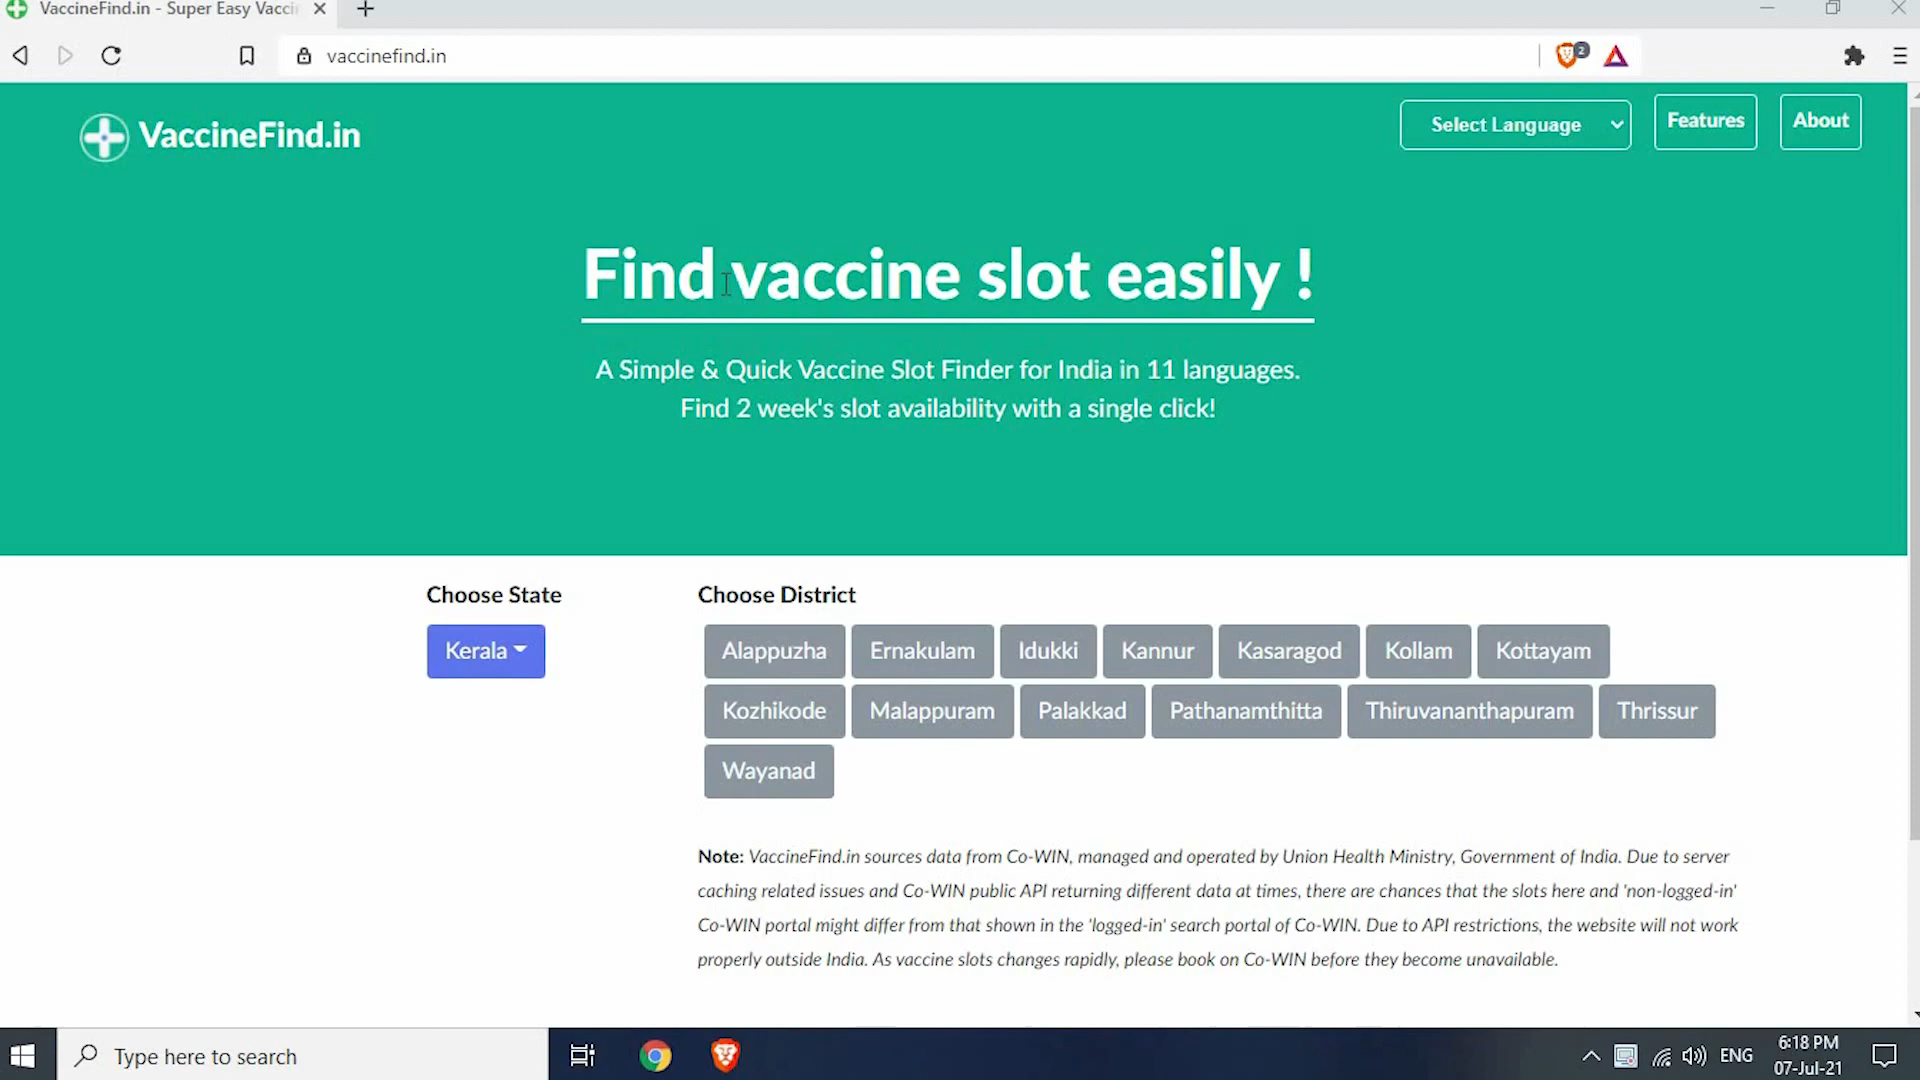 VaccineFind.in - Super Easy Vacci
vaccinefind.in
2
VaccineFind.in
Select Language
Features
About
Find vaccine slot easily !
A Simple & Quick Vaccine Slot Finder for India in 11 languages.
Find 2 week's slot availability with a single click!
Choose State
Choose District
Kerala
Alappuzha Ernakulam Idukki Kannur Kasaragod Kollam Kottayam
Kozhikode Malappuram Palakkad Pathanamthitta Thiruvananthapuram Thrissur
Wayanad
Note: VaccineFind.in sources data from Co-WIN, managed and operated by Union Health Ministry, Government of India. Due to server
caching related issues and Co-WIN public API returning different data at times, there are chances that the slots here and 'non-logged-in'
Co-WIN portal might differ from that shown in the 'logged-in' search portal of Co-WIN. Due to API restrictions, the website will not work
properly outside India. As vaccine slots changes rapidly, please book on Co-WIN before they become unavailable.
Type here to search
ENG
6:18 PM
07-Jul-21